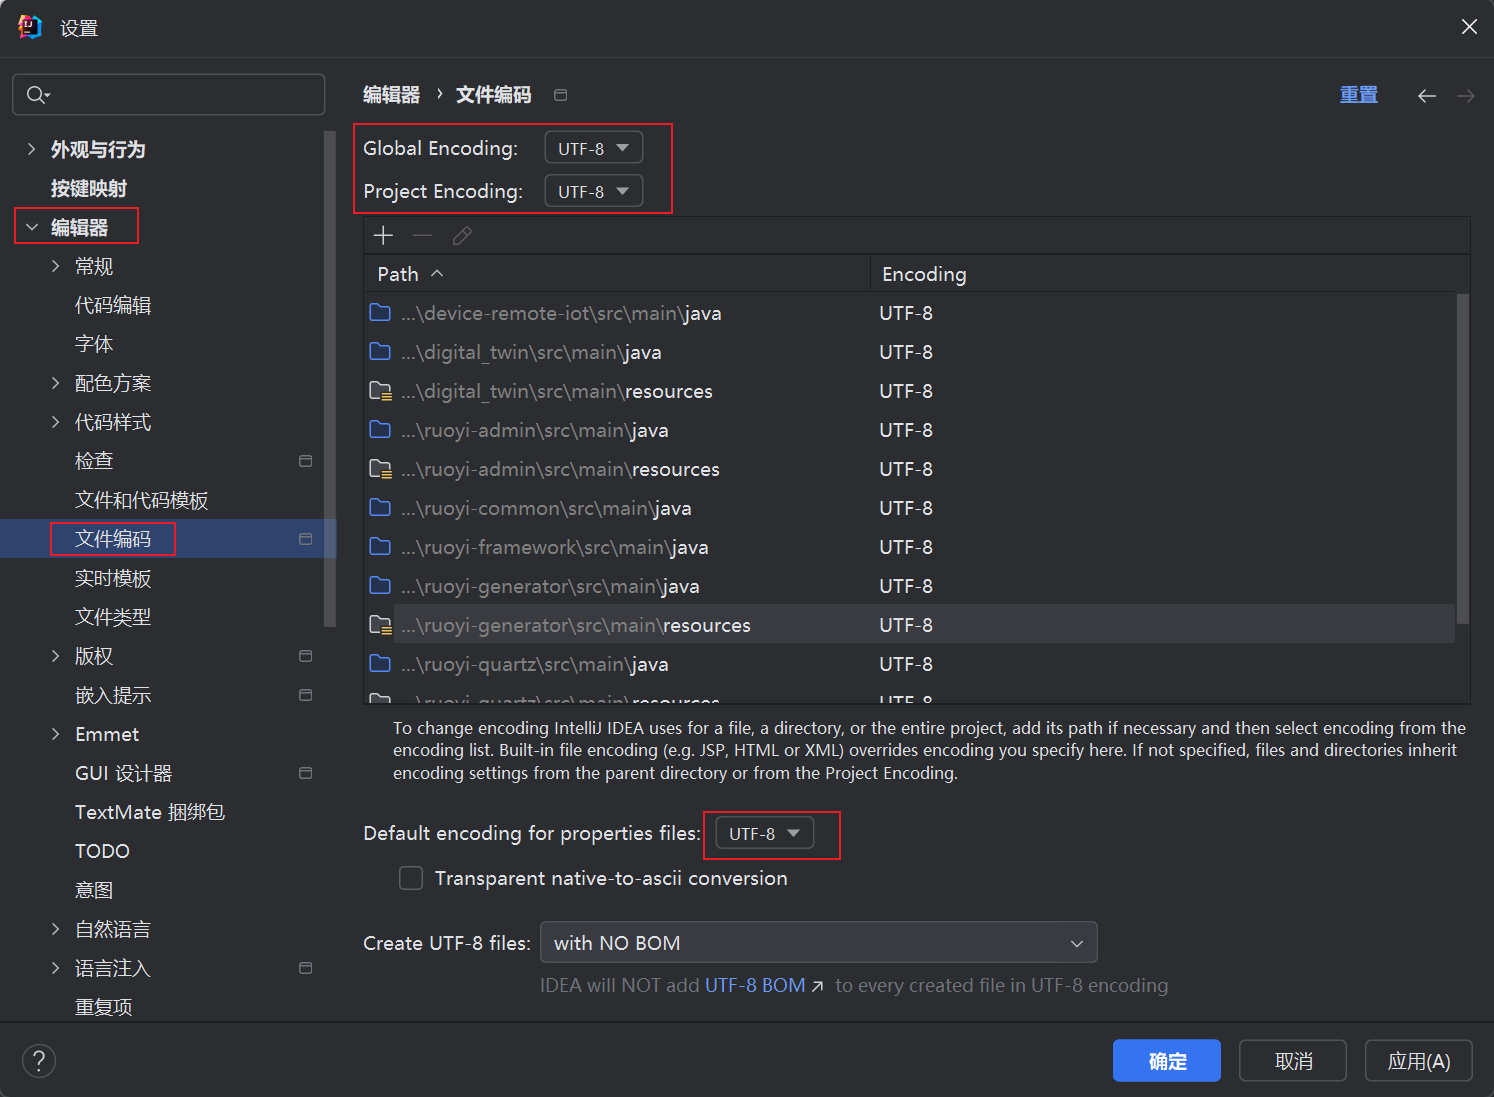 设置
编辑器 › 文件编码
重置
外观与行为
按键映射
编辑器
常规
代码编辑
字体
配色方案
代码样式
检查
文件和代码模板
文件编码
实时模板
文件类型
版权
嵌入提示
Emmet
GUI 设计器
TextMate 捆绑包
TODO
意图
自然语言
语言注入
重复项
Global Encoding: UTF-8
Project Encoding: UTF-8
Path Encoding
...\device-remote-iot\src\main\java UTF-8
...\digital_twin\src\main\java UTF-8
...\digital_twin\src\main\resources UTF-8
...\ruoyi-admin\src\main\java UTF-8
...\ruoyi-admin\src\main\resources UTF-8
...\ruoyi-common\src\main\java UTF-8
...\ruoyi-framework\src\main\java UTF-8
...\ruoyi-generator\src\main\java UTF-8
...\ruoyi-generator\src\main\resources UTF-8
...\ruoyi-quartz\src\main\java UTF-8
...\ruoyi-quartz\src\main\resources UTF-8
To change encoding IntelliJ IDEA uses for a file, a directory, or the entire project, add its path if necessary and then select encoding from the
encoding list. Built-in file encoding (e.g. JSP, HTML or XML) overrides encoding you specify here. If not specified, files and directories inherit
encoding settings from the parent directory or from the Project Encoding.
Default encoding for properties files: UTF-8
Transparent native-to-ascii conversion
Create UTF-8 files: with NO BOM
IDEA will NOT add UTF-8 BOM ↗ to every created file in UTF-8 encoding
?
确定
取消
应用(A)